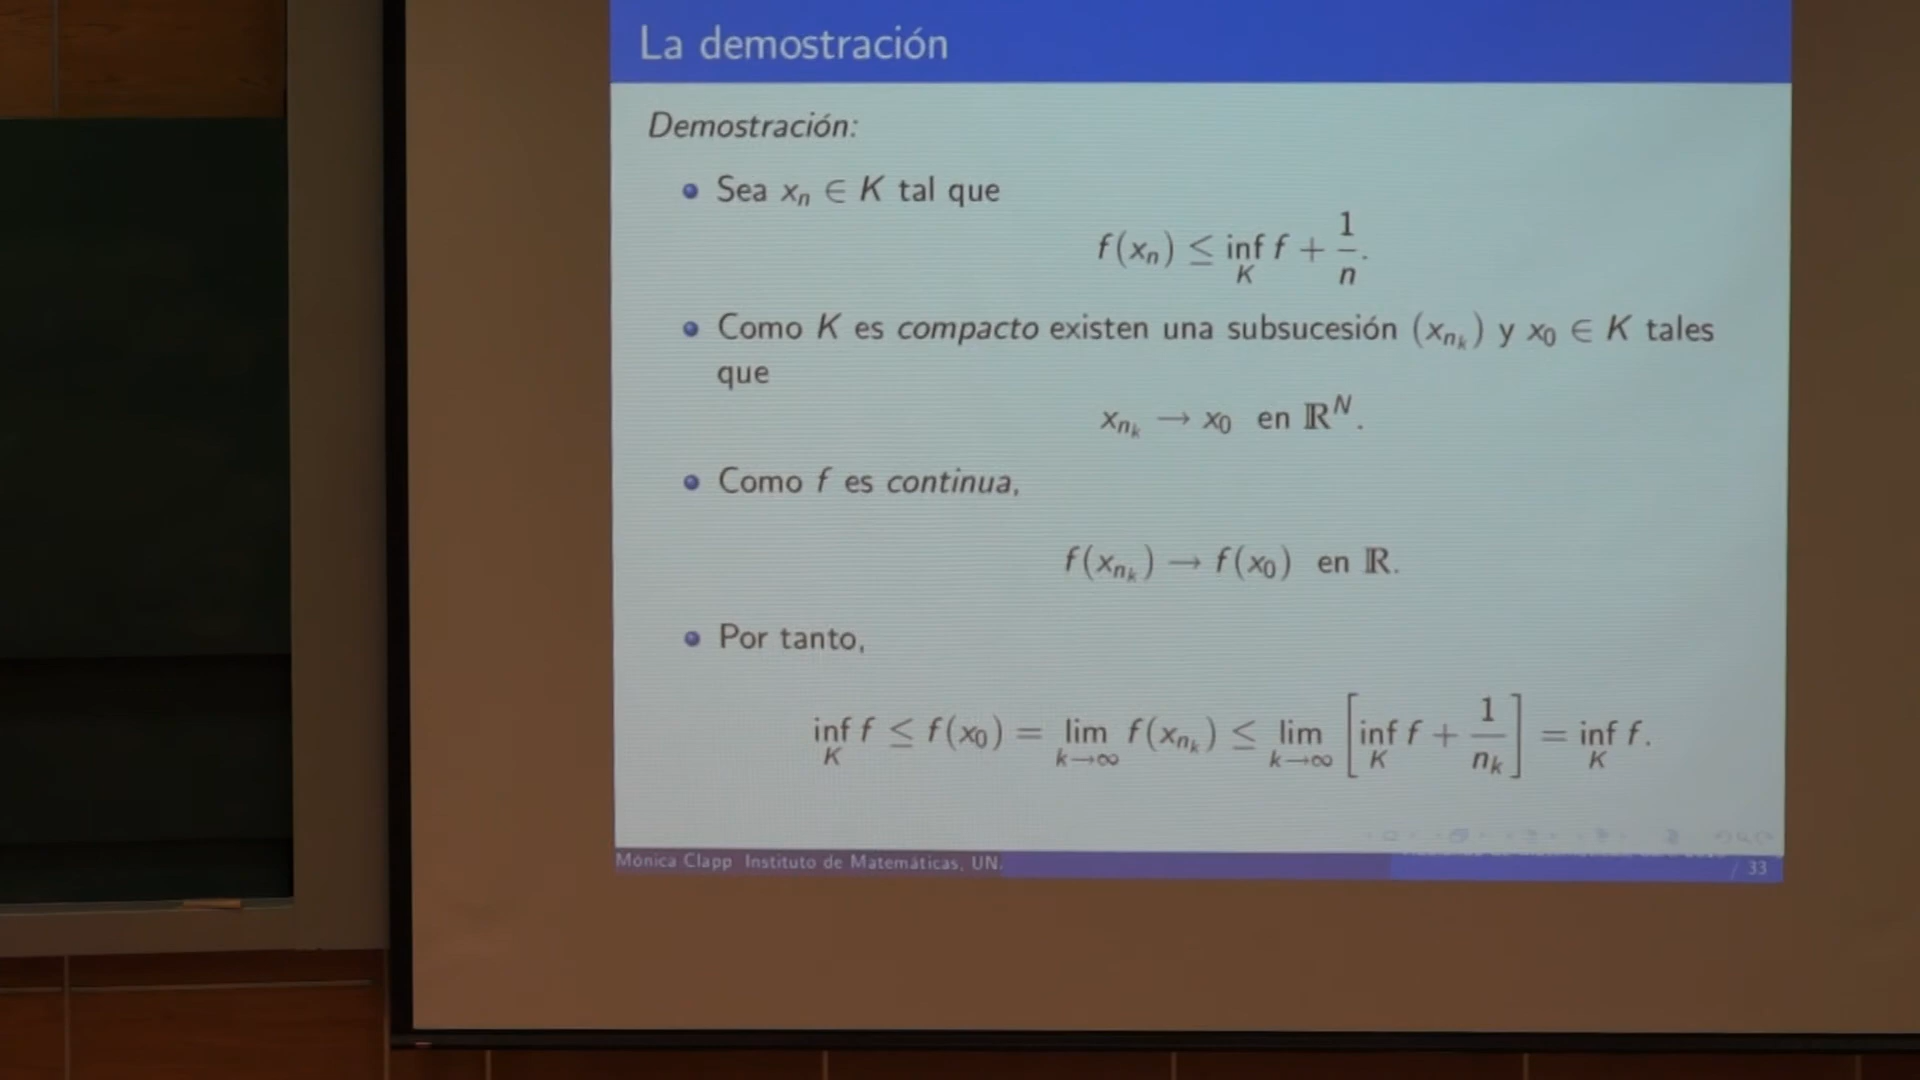 La demostración
Demostración:
Sea xₙ ∈ K tal que
f(xₙ) ≤ inf_K f + 1/n.
Como K es compacto existen una subsucesión (x_{n_k}) y x₀ ∈ K tales
que
x_{n_k} → x₀ en ℝᴺ.
Como f es continua,
f(x_{n_k}) → f(x₀) en ℝ.
Por tanto,
inf_K f ≤ f(x₀) = lim_{k→∞} f(x_{n_k}) ≤ lim_{k→∞} [inf_K f + 1/n_k] = inf_K f.
Mónica Clapp Instituto de Matemáticas, UN
/ 33